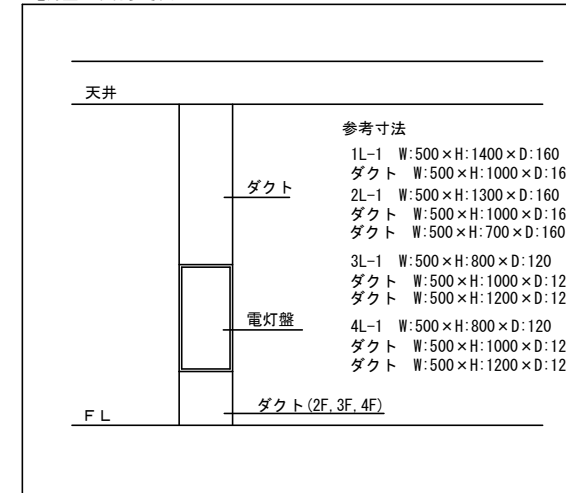 天井
参考寸法
1L-1 W:500×H:1400×D:160
ダクト W:500×H:1000×D:16
ダクト
2L-1 W:500×H:1300×D:160
ダクト W:500×H:1000×D:16
ダクト W:500×H:700×D:160
3L-1 W:500×H:800×D:120
ダクト W:500×H:1000×D:12
ダクト W:500×H:1200×D:12
電灯盤
4L-1 W:500×H:800×D:120
ダクト W:500×H:1000×D:12
ダクト W:500×H:1200×D:12
ダクト(2F,3F,4F)
ＦＬ